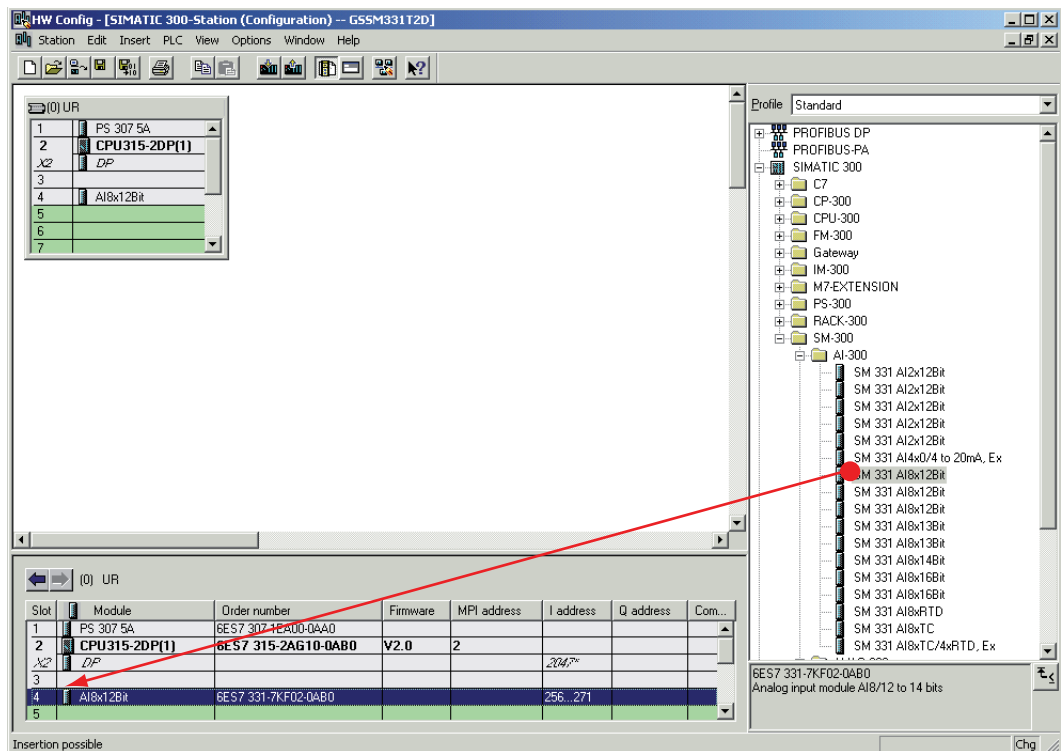 HW Config - [SIMATIC 300-Station (Configuration) -- GSSM331T2D]
Station Edit Insert PLC View Options Window Help
(0) UR
1 PS 307 5A
2 CPU315-2DP(1)
X2 DP
3
4 AI8x12Bit
5
6
7
Profile Standard
PROFIBUS DP
PROFIBUS-PA
SIMATIC 300
C7
CP-300
CPU-300
FM-300
Gateway
IM-300
M7-EXTENSION
PS-300
RACK-300
SM-300
AI-300
SM 331 AI2x12Bit
SM 331 AI2x12Bit
SM 331 AI2x12Bit
SM 331 AI2x12Bit
SM 331 AI2x12Bit
SM 331 AI4x0/4 to 20mA, Ex
SM 331 AI8x12Bit
SM 331 AI8x12Bit
SM 331 AI8x12Bit
SM 331 AI8x13Bit
SM 331 AI8x13Bit
SM 331 AI8x14Bit
SM 331 AI8x16Bit
SM 331 AI8x16Bit
SM 331 AI8xRTD
SM 331 AI8xTC
SM 331 AI8xTC/4xRTD, Ex
(0) UR
Slot Module Order number Firmware MPI address I address Q address Com...
1 PS 307 5A 6ES7 307-1EA00-0AA0
2 CPU315-2DP(1) 6ES7 315-2AG10-0AB0 V2.0 2
X2 DP 2047*
3
4 AI8x12Bit 6ES7 331-7KF02-0AB0 256...271
5
6ES7 331-7KF02-0AB0
Analog input module AI8/12 to 14 bits
Insertion possible Chg